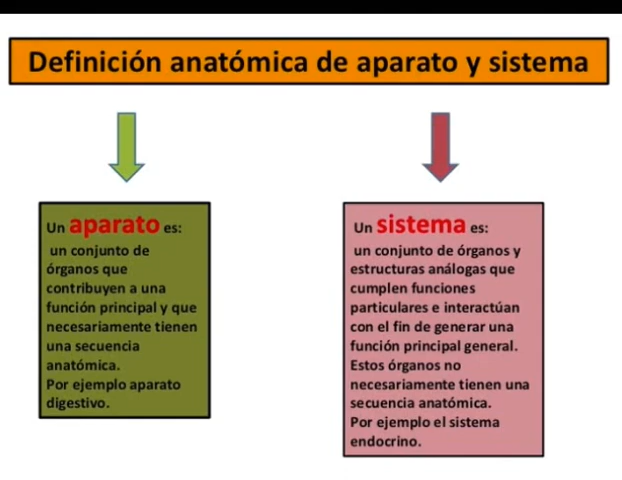 Definición anatómica de aparato y sistema
Un aparato es:
un conjunto de
órganos que
contribuyen a una
función principal y que
necesariamente tienen
una secuencia
anatómica.
Por ejemplo aparato
digestivo.
Un sistema es:
un conjunto de órganos y
estructuras análogas que
cumplen funciones
particulares e interactúan
con el fin de generar una
función principal general.
Estos órganos no
necesariamente tienen una
secuencia anatómica.
Por ejemplo el sistema
endocrino.